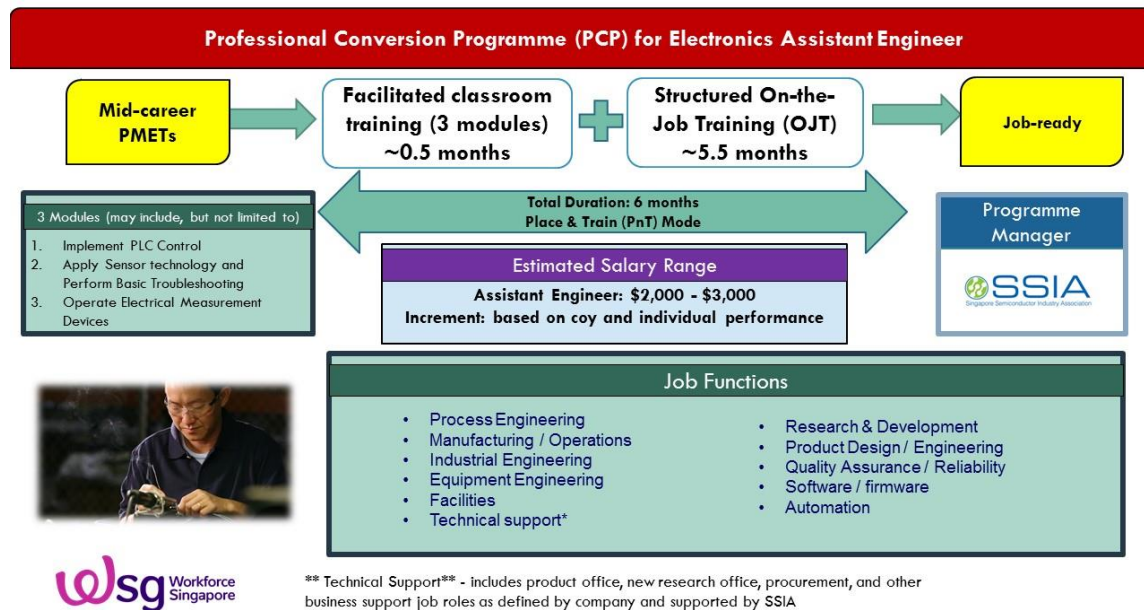 Professional Conversion Programme (PCP) for Electronics Assistant Engineer
Mid-career
PMETs
Facilitated classroom
training (3 modules)
~0.5 months
Structured On-the-
Job Training (OJT)
~5.5 months
Job-ready
Total Duration: 6 months
Place & Train (PnT) Mode
3 Modules (may include, but not limited to)
1. Implement PLC Control
2. Apply Sensor technology and
Perform Basic Troubleshooting
3. Operate Electrical Measurement
Devices
Estimated Salary Range
Assistant Engineer: $2,000 - $3,000
Increment: based on coy and individual performance
Programme
Manager
SSIA
Singapore Semiconductor Industry Association
Job Functions
• Process Engineering
• Manufacturing / Operations
• Industrial Engineering
• Equipment Engineering
• Facilities
• Technical support*
• Research & Development
• Product Design / Engineering
• Quality Assurance / Reliability
• Software / firmware
• Automation
wsg Workforce
Singapore
** Technical Support** - includes product office, new research office, procurement, and other
business support job roles as defined by company and supported by SSIA